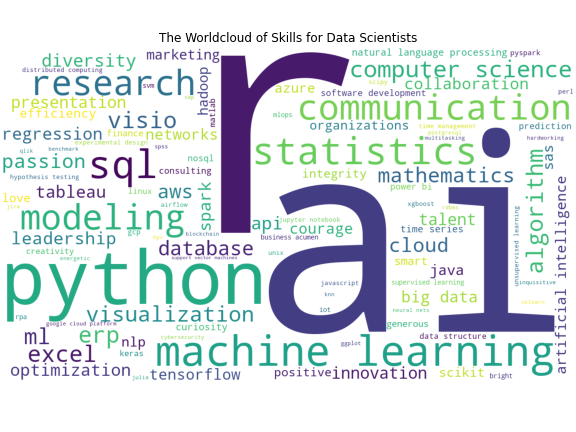 The Worldcloud of Skills for Data Scientists
diversity
marketing
natural language processing
pyspark
distributed computing
computer science
research
svm
hadoop
r
azure
collaboration
scipy
perl
presentation
matlab
software development
visio
communication
efficiency
mlops
organizations
time management
prediction
regression
finance
networks
multitasking
hardworking
experimental design
statistics
ai
qlik
benchmark
spss
sql
nosql
passion
hypothesis testing
consulting
integrity
mathematics
algorithm
sas
love
tableau
linux
aws
spark
power bi
xgboost
artificial intelligence
unsupervised learning
jira
airflow
modeling
gcp
blockchain
api
jupyter notebook
courage
talent
time series
leadership
business acumen
cloud
creativity
database
support vector machines
unix
smart
java
energetic
python
javascript
supervised learning
inquisitive
knn
big data
rpa
visualization
iot
neural nets
google cloud platform
curiosity
generous
ml
erp
nlp
cybersecurity
data structure
excel
keras
machine learning
ggplot
optimization
julia
tensorflow
positive
innovation
scikit
bright